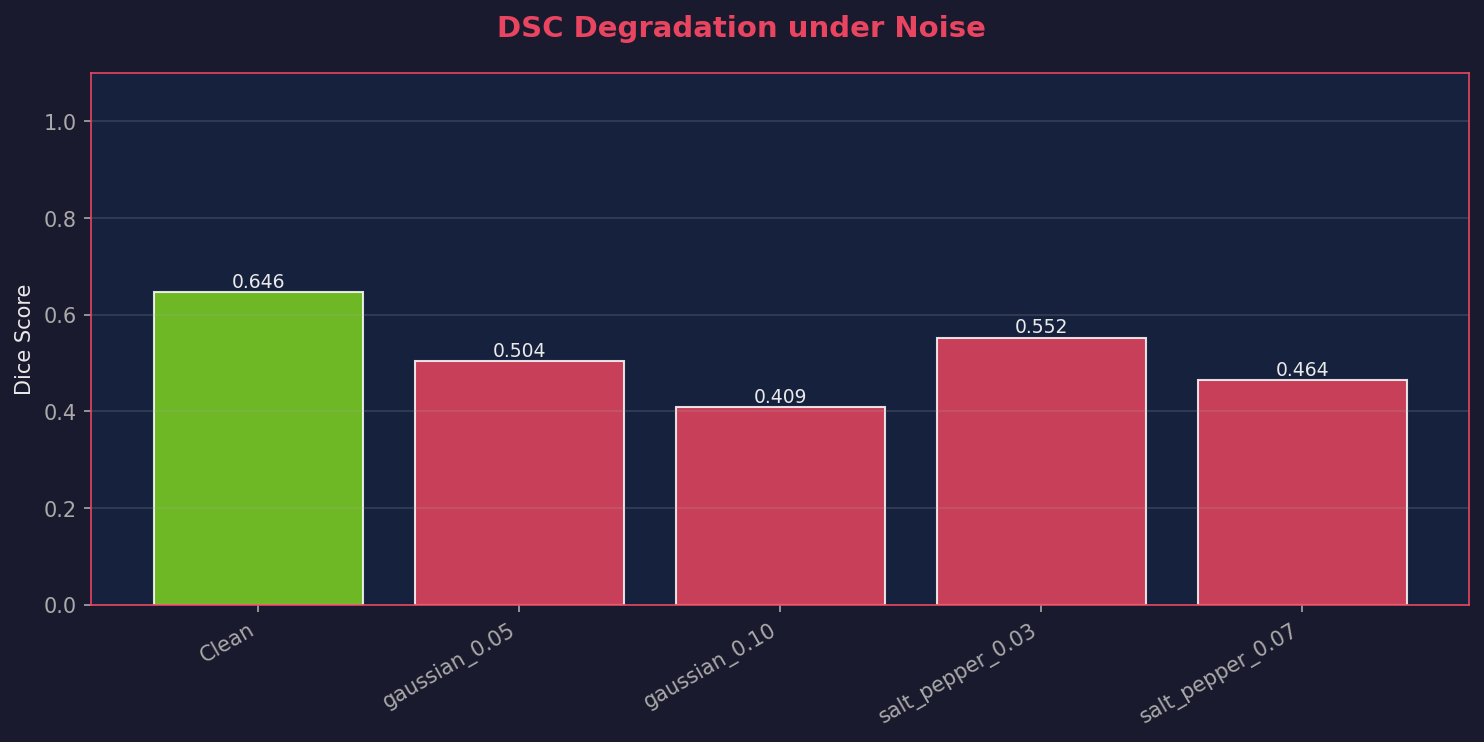 DSC Degradation under Noise
Dice Score
1.0
0.8
0.6
0.4
0.2
0.0
0.646
0.504
0.409
0.552
0.464
Clean
gaussian_0.05
gaussian_0.10
salt_pepper_0.03
salt_pepper_0.07